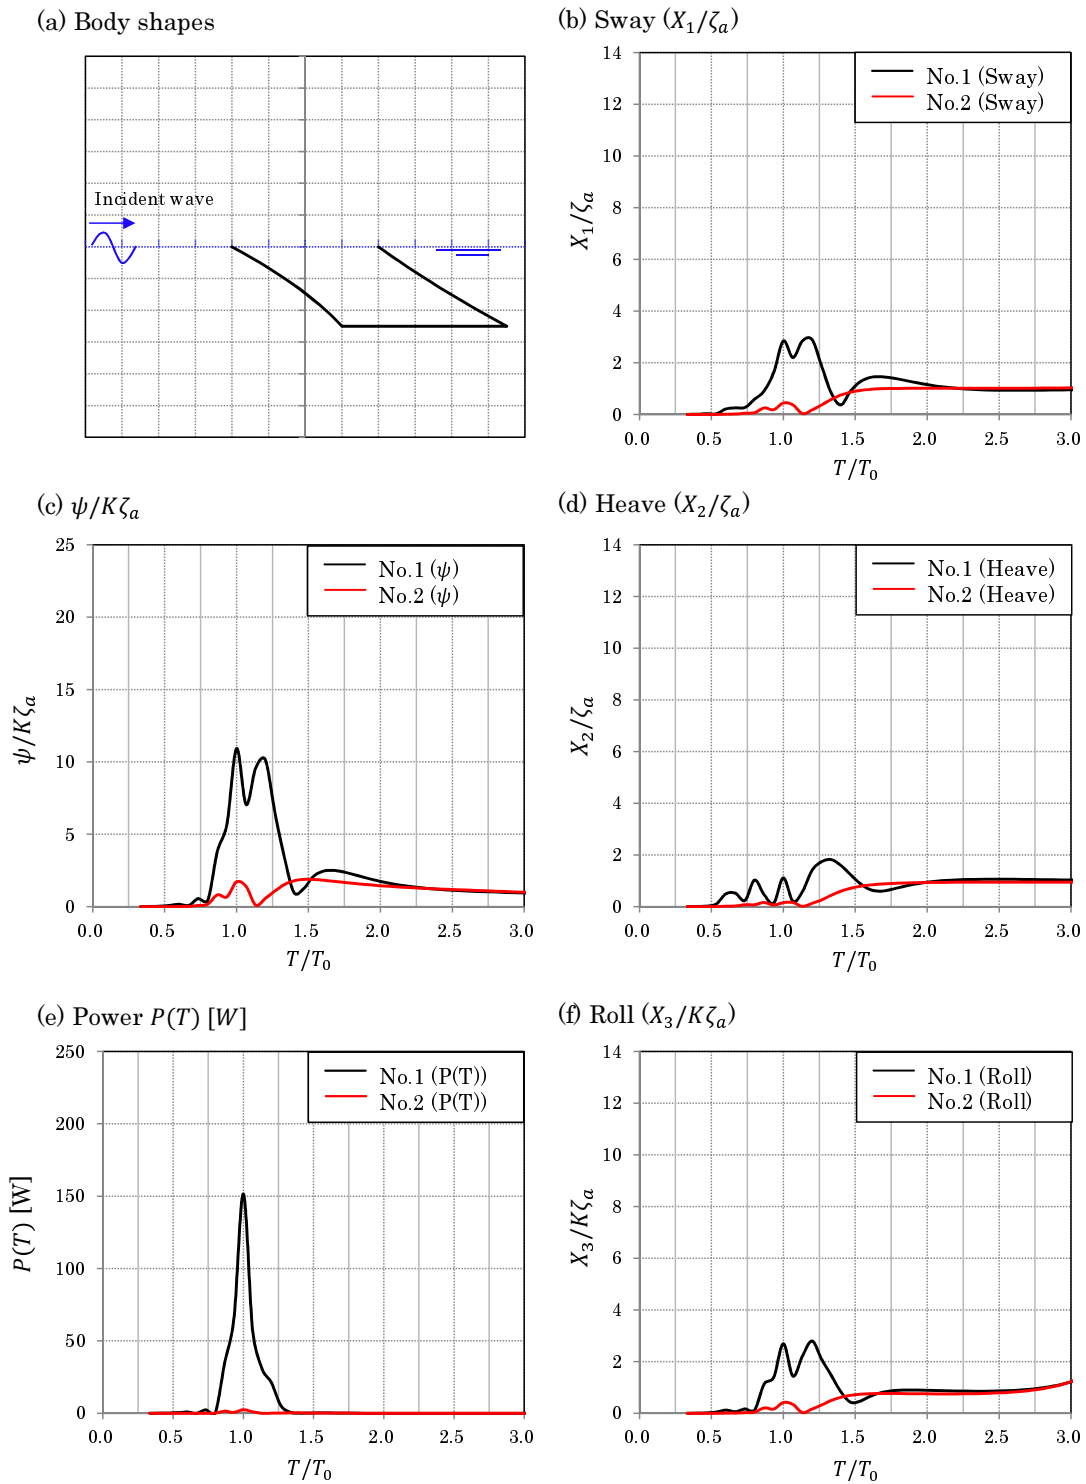 (a) Body shapes
Incident wave
(b) Sway (X₁/ζₐ)
14
12
10
8
6
4
2
0
X₁/ζₐ
No.1 (Sway)
No.2 (Sway)
0.0 0.5 1.0 1.5 2.0 2.5 3.0
T/T₀
(c) ψ/Kζₐ
25
20
15
10
5
0
ψ/Kζₐ
No.1 (ψ)
No.2 (ψ)
0.0 0.5 1.0 1.5 2.0 2.5 3.0
T/T₀
(d) Heave (X₂/ζₐ)
14
12
10
8
6
4
2
0
X₂/ζₐ
No.1 (Heave)
No.2 (Heave)
0.0 0.5 1.0 1.5 2.0 2.5 3.0
T/T₀
(e) Power P(T) [W]
250
200
150
100
50
0
P(T) [W]
No.1 (P(T))
No.2 (P(T))
0.0 0.5 1.0 1.5 2.0 2.5 3.0
T/T₀
(f) Roll (X₃/Kζₐ)
14
12
10
8
6
4
2
0
X₃/Kζₐ
No.1 (Roll)
No.2 (Roll)
0.0 0.5 1.0 1.5 2.0 2.5 3.0
T/T₀